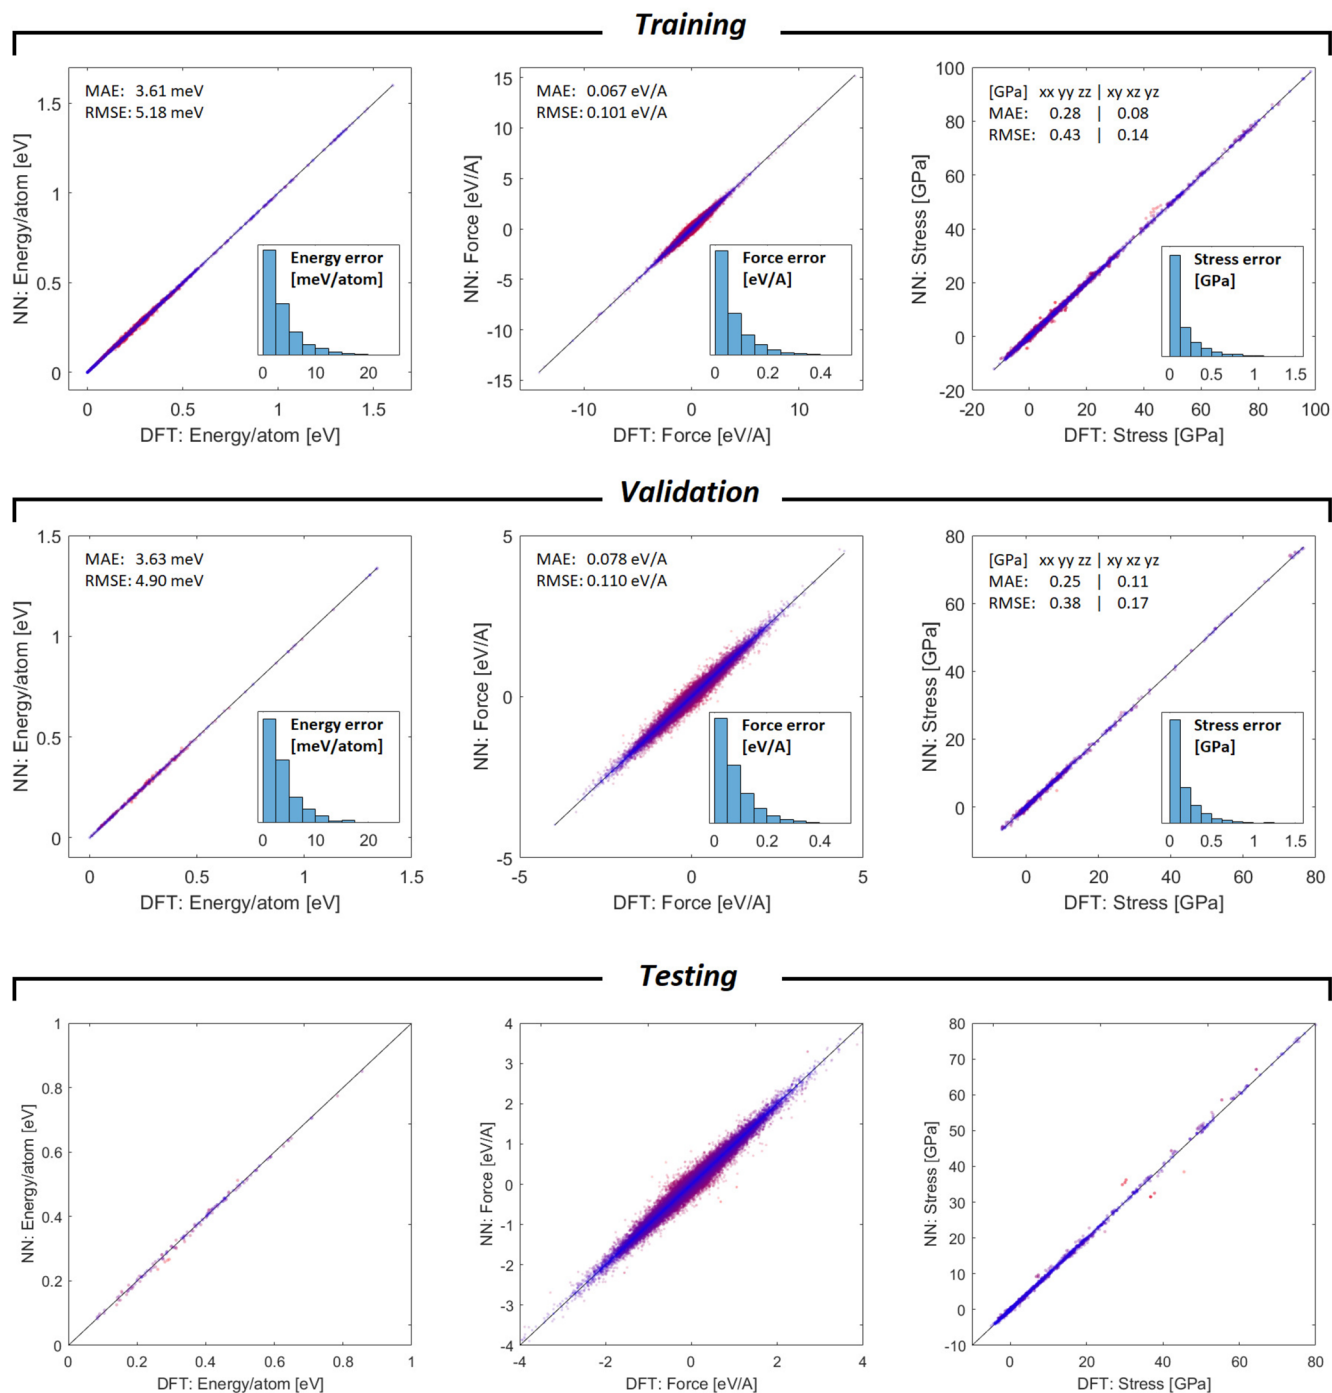 Training
MAE: 3.61 meV
RMSE: 5.18 meV
NN: Energy/atom [eV]
1.5
1
0.5
0
Energy error
[meV/atom]
0 10 20
0 0.5 1 1.5
DFT: Energy/atom [eV]
MAE: 0.067 eV/A
RMSE: 0.101 eV/A
NN: Force [eV/A]
15
10
5
0
-5
-10
-15
Force error
[eV/A]
0 0.2 0.4
-10 0 10
DFT: Force [eV/A]
[GPa] xx yy zz | xy xz yz
MAE: 0.28 | 0.08
RMSE: 0.43 | 0.14
NN: Stress [GPa]
100
80
60
40
20
0
-20
Stress error
[GPa]
0 0.5 1 1.5
-20 0 20 40 60 80 100
DFT: Stress [GPa]
Validation
MAE: 3.63 meV
RMSE: 4.90 meV
NN: Energy/atom [eV]
1.5
1
0.5
0
Energy error
[meV/atom]
0 10 20
0 0.5 1 1.5
DFT: Energy/atom [eV]
MAE: 0.078 eV/A
RMSE: 0.110 eV/A
NN: Force [eV/A]
5
0
-5
Force error
[eV/A]
0 0.2 0.4
-5 0 5
DFT: Force [eV/A]
[GPa] xx yy zz | xy xz yz
MAE: 0.25 | 0.11
RMSE: 0.38 | 0.17
NN: Stress [GPa]
80
60
40
20
0
Stress error
[GPa]
0 0.5 1 1.5
0 20 40 60 80
DFT: Stress [GPa]
Testing
NN: Energy/atom [eV]
1
0.8
0.6
0.4
0.2
0
0 0.2 0.4 0.6 0.8 1
DFT: Energy/atom [eV]
NN: Force [eV/A]
4
3
2
1
0
-1
-2
-3
-4
-4 -2 0 2 4
DFT: Force [eV/A]
NN: Stress [GPa]
80
70
60
50
40
30
20
10
0
-10
0 20 40 60 80
DFT: Stress [GPa]